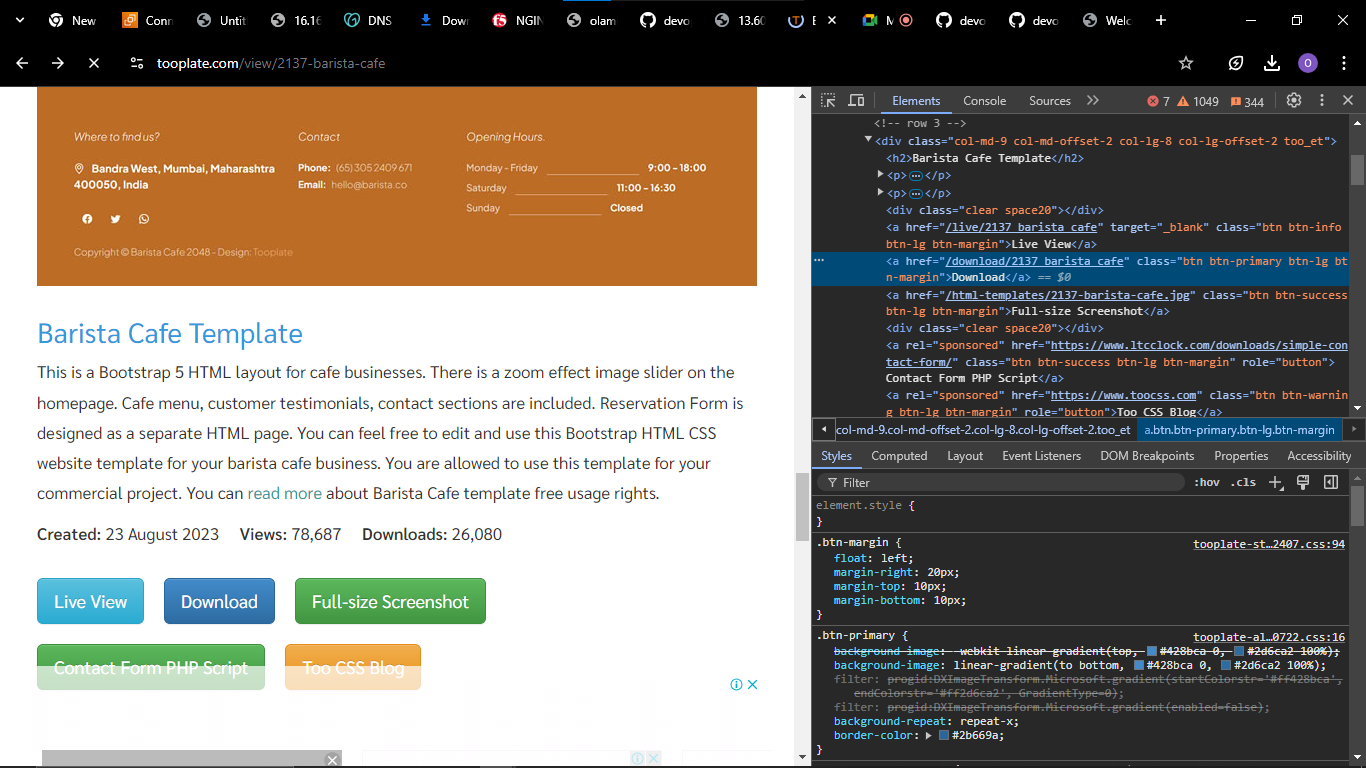 New
Conn
Untit
16.16
DNS
Down
NGIN
olam
devo
13.60
E
M
devo
devo
Welc
tooplate.com/view/2137-barista-cafe
O
Where to find us?
Contact
Opening Hours.
Bandra West, Mumbai, Maharashtra
400050, India
Phone: (65) 305 2409 671
Email: hello@barista.co
Monday - Friday 9:00 - 18:00
Saturday 11:00 - 16:30
Sunday Closed
Copyright © Barista Cafe 2048 - Design: Tooplate
Barista Cafe Template
This is a Bootstrap 5 HTML layout for cafe businesses. There is a zoom effect image slider on the
homepage. Cafe menu, customer testimonials, contact sections are included. Reservation Form is
designed as a separate HTML page. You can feel free to edit and use this Bootstrap HTML CSS
website template for your barista cafe business. You are allowed to use this template for your
commercial project. You can read more about Barista Cafe template free usage rights.
Created: 23 August 2023 Views: 78,687 Downloads: 26,080
Live View
Download
Full-size Screenshot
Contact Form PHP Script
Too CSS Blog
Elements
Console
Sources
7
1049
344
<!-- row 3 -->
<div class="col-md-9 col-md-offset-2 col-lg-8 col-lg-offset-2 too_et">
<h2>Barista Cafe Template</h2>
<p>…</p>
<p>…</p>
<div class="clear space20"></div>
<a href="/live/2137_barista_cafe" target="_blank" class="btn btn-info
btn-lg btn-margin">Live View</a>
<a href="/download/2137_barista_cafe" class="btn btn-primary btn-lg bt
n-margin">Download</a> == $0
<a href="/html-templates/2137-barista-cafe.jpg" class="btn btn-success
btn-lg btn-margin">Full-size Screenshot</a>
<div class="clear space20"></div>
<a rel="sponsored" href="https://www.ltcclock.com/downloads/simple-con
tact-form/" class="btn btn-success btn-lg btn-margin" role="button">
Contact Form PHP Script</a>
<a rel="sponsored" href="https://www.toocss.com" class="btn btn-warnin
g btn-lg btn-margin" role="button">Too CSS Blog</a>
col-md-9.col-md-offset-2.col-lg-8.col-lg-offset-2.too_et
a.btn.btn-primary.btn-lg.btn-margin
Styles
Computed
Layout
Event Listeners
DOM Breakpoints
Properties
Accessibility
Filter
:hov
.cls
element.style {
}
.btn-margin {
tooplate-st…2407.css:94
float: left;
margin-right: 20px;
margin-top: 10px;
margin-bottom: 10px;
}
.btn-primary {
tooplate-al…0722.css:16
background-image: -webkit-linear-gradient(top, #428bca 0, #2d6ca2 100%);
background-image: linear-gradient(to bottom, #428bca 0, #2d6ca2 100%);
filter: progid:DXImageTransform.Microsoft.gradient(startColorstr='#ff428bca',
endColorstr='#ff2d6ca2', GradientType=0);
filter: progid:DXImageTransform.Microsoft.gradient(enabled=false);
background-repeat: repeat-x;
border-color: #2b669a;
}